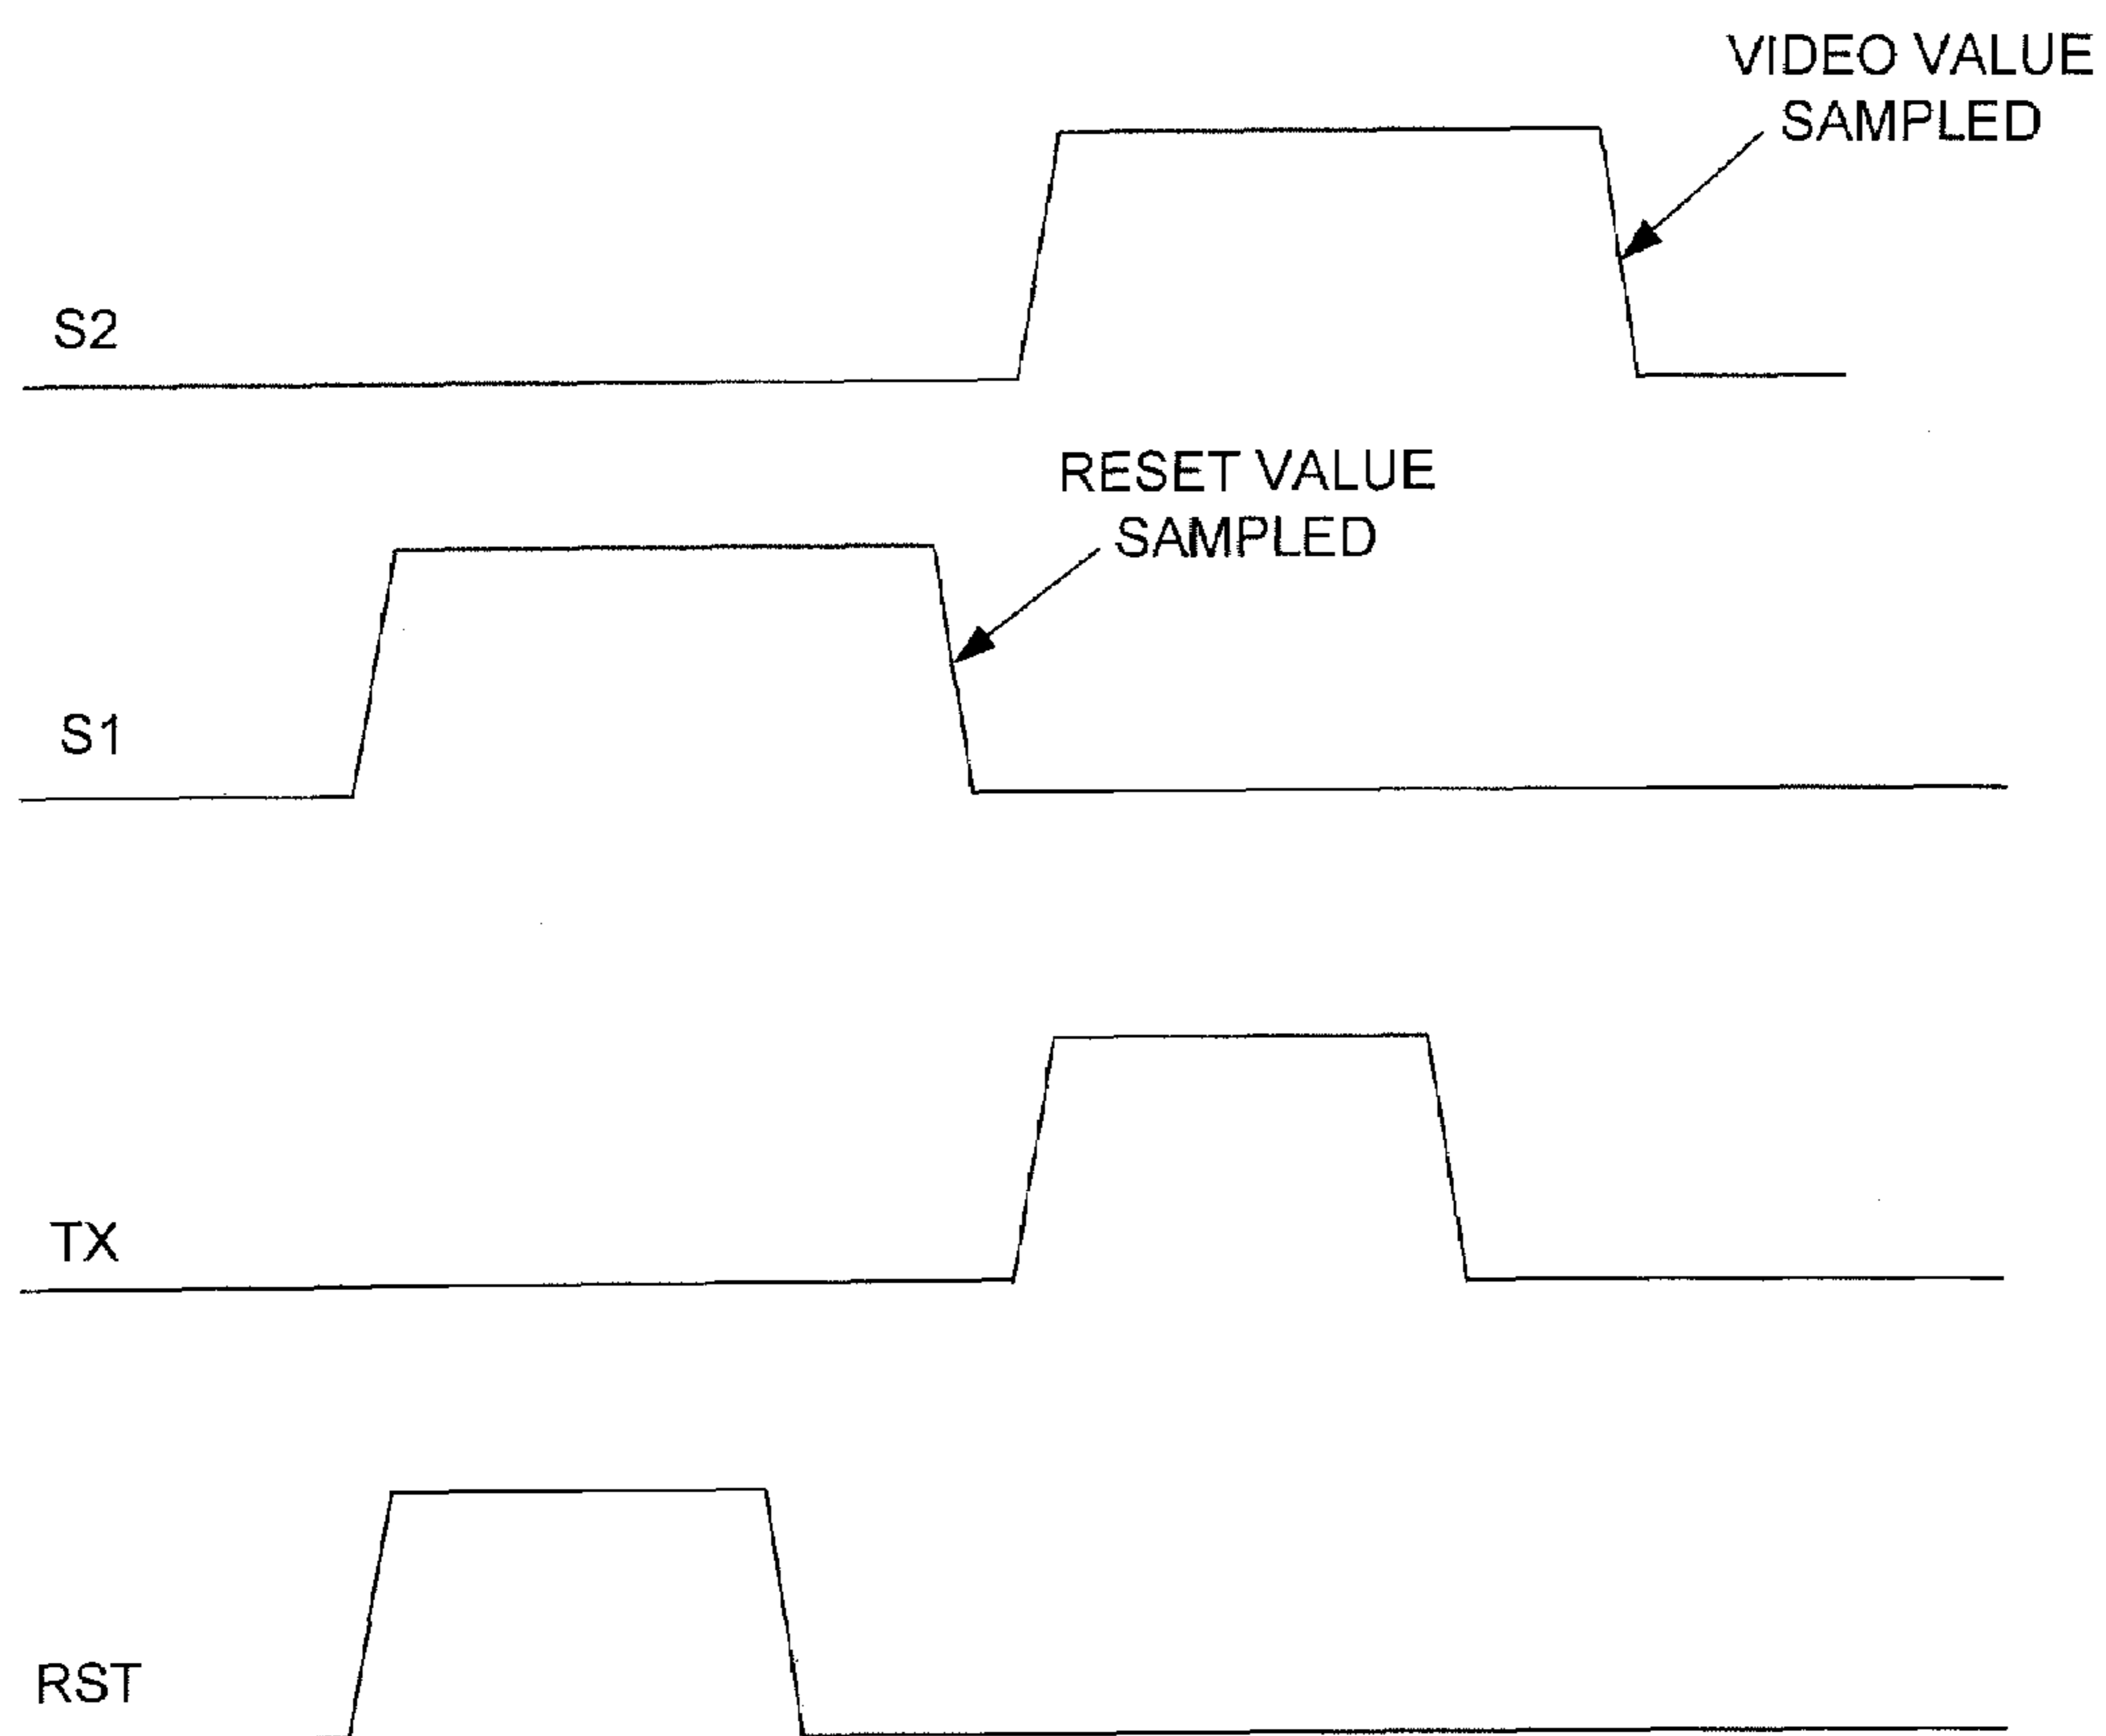 VIDEO VALUE
SAMPLED
S2
RESET VALUE
SAMPLED
S1
TX
RST